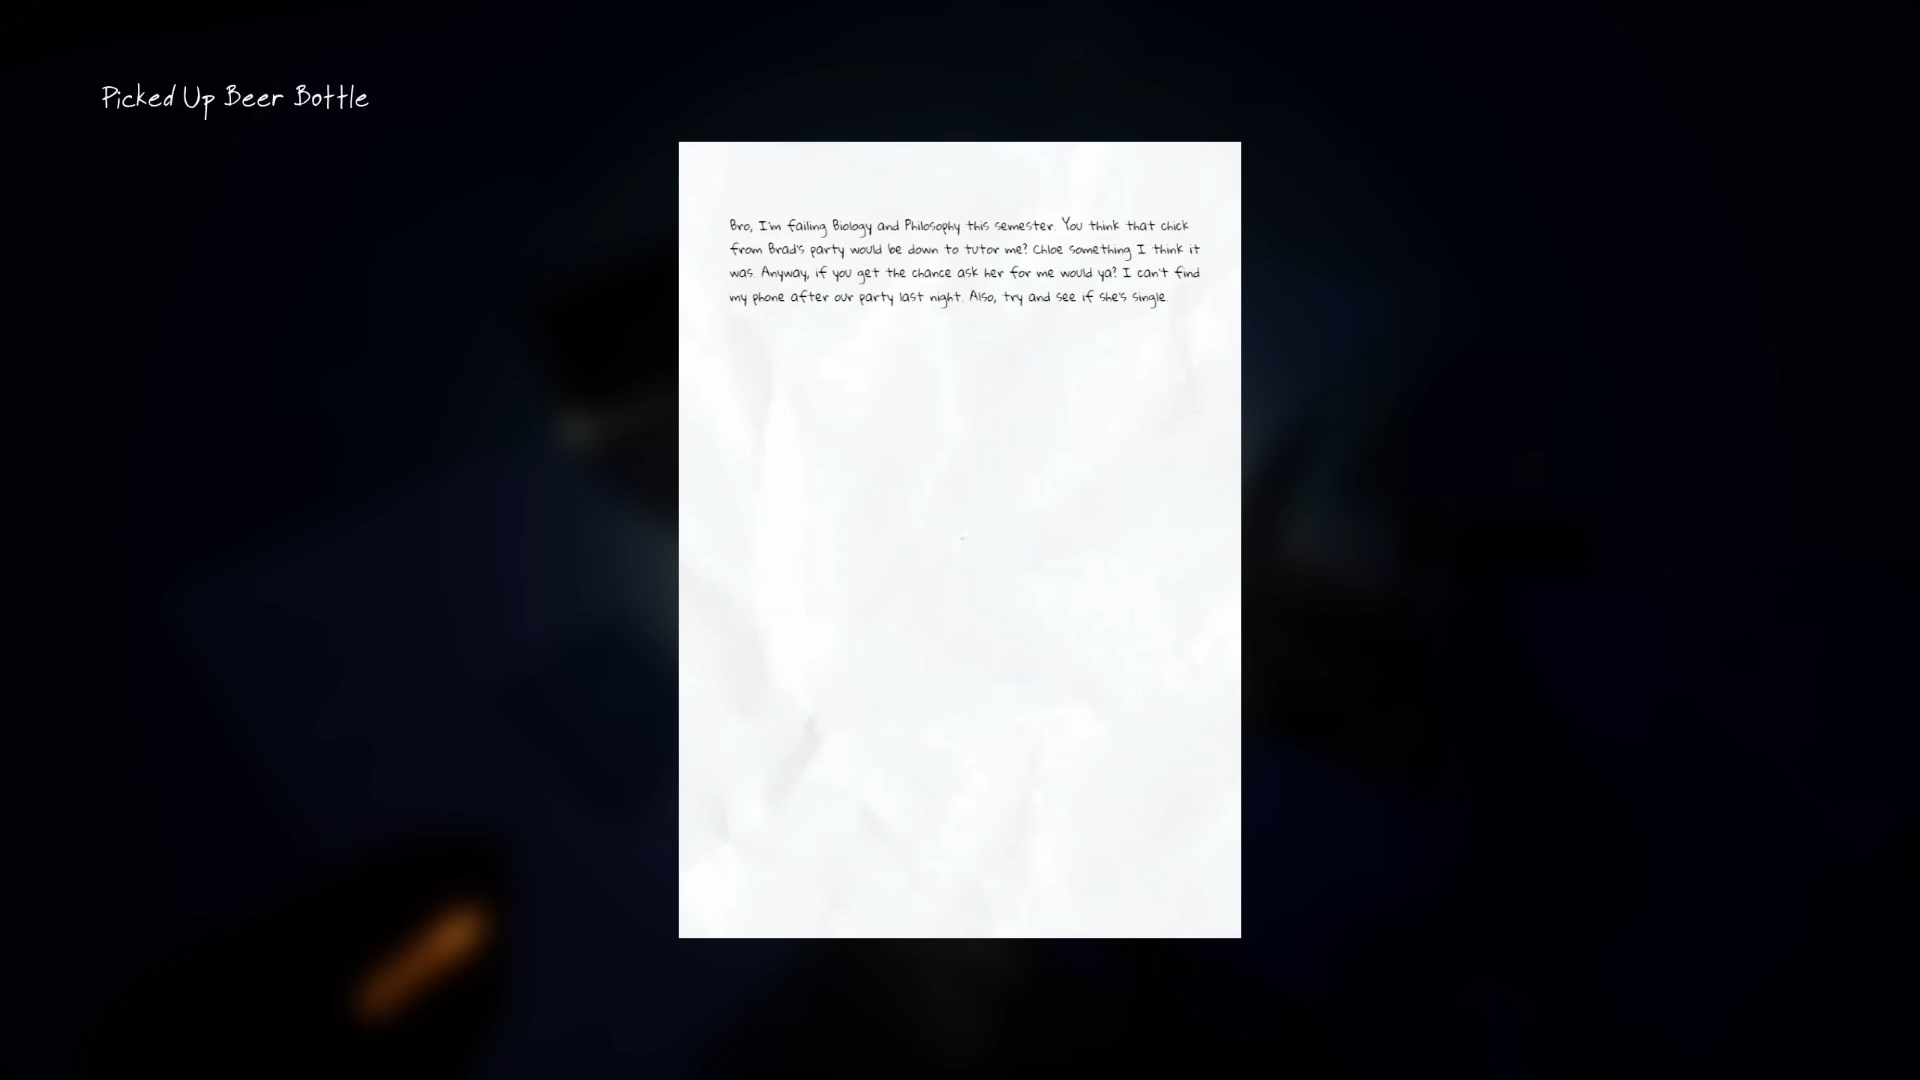 Picked Up Beer Bottle
Bro, I'm failing Biology and Philosophy this semester. You think that chick
from Brad's party would be down to tutor me? Chloe something I think it
was. Anyway, if you get the chance ask her for me would ya? I can't find
my phone after our party last night. Also, try and see if she's single.